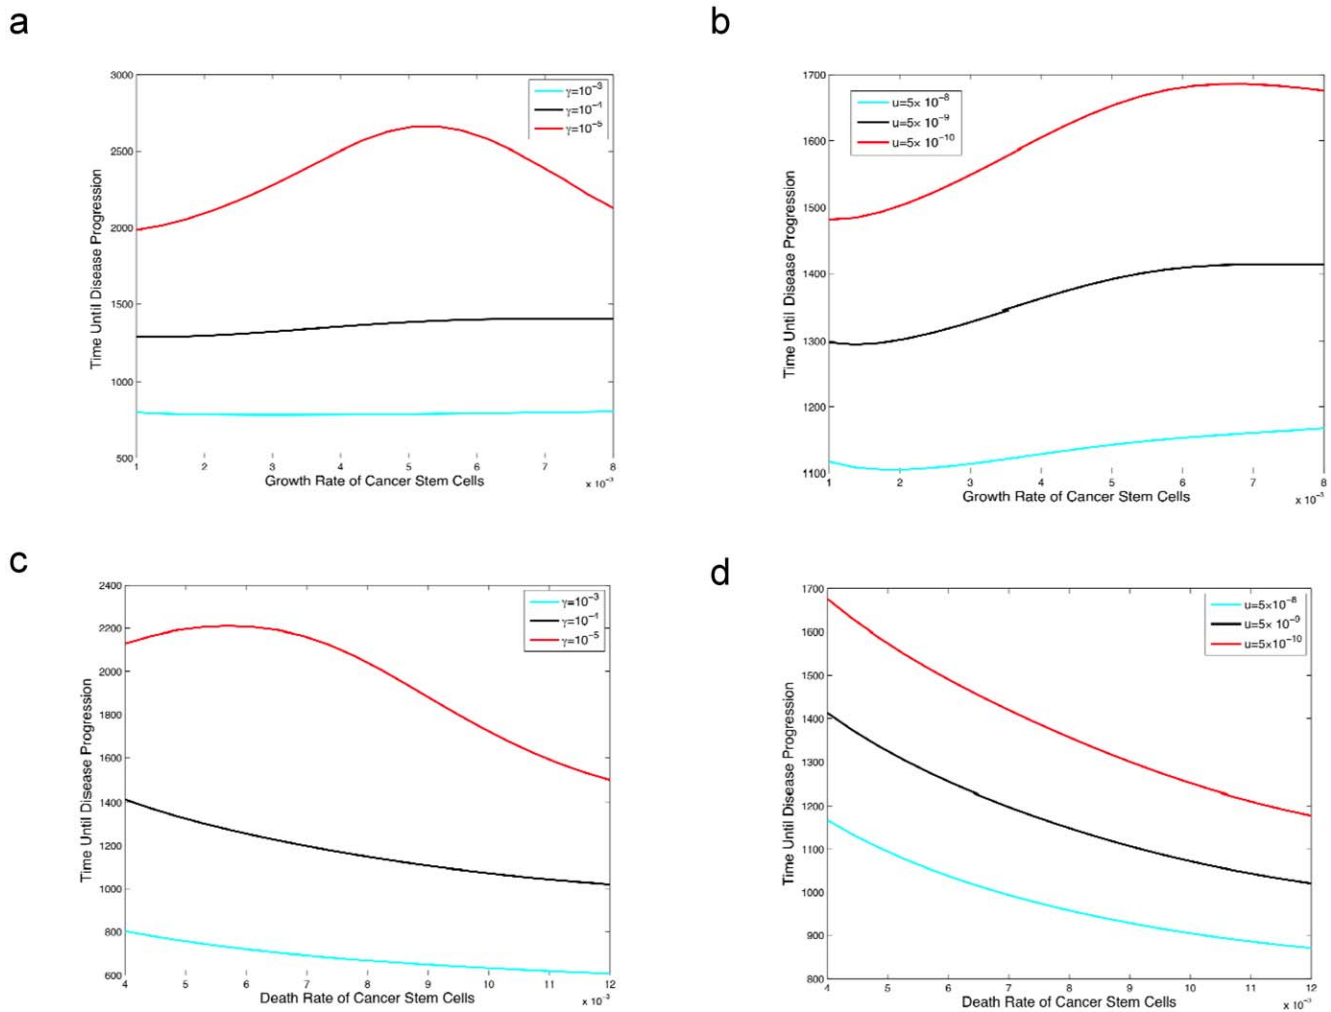 a
3000
2500
2000
1500
1000
500
Time Until Disease Progression
γ=10⁻³
γ=10⁻⁴
γ=10⁻⁵
1 2 3 4 5 6 7 8
Growth Rate of Cancer Stem Cells
x 10⁻³
b
1700
1600
1500
1400
1300
1200
1100
Time Until Disease Progression
u=5× 10⁻⁸
u=5× 10⁻⁹
u=5× 10⁻¹⁰
1 2 3 4 5 6 7 8
Growth Rate of Cancer Stem Cells
x 10⁻³
c
2400
2200
2000
1800
1600
1400
1200
1000
800
600
Time Until Disease Progression
γ=10⁻³
γ=10⁻⁴
γ=10⁻⁵
4 5 6 7 8 9 10 11 12
Death Rate of Cancer Stem Cells
x 10⁻³
d
1700
1600
1500
1400
1300
1200
1100
1000
900
800
Time Until Disease Progression
u=5×10⁻⁸
u=5× 10⁻⁹
u=5×10⁻¹⁰
4 5 6 7 8 9 10 11 12
Death Rate of Cancer Stem Cells
x 10⁻³